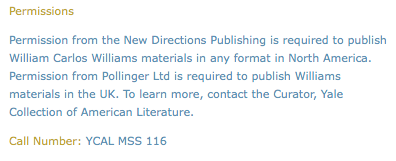 Permissions
Permission from the New Directions Publishing is required to publish
William Carlos Williams materials in any format in North America.
Permission from Pollinger Ltd is required to publish Williams
materials in the UK. To learn more, contact the Curator, Yale
Collection of American Literature.
Call Number: YCAL MSS 116